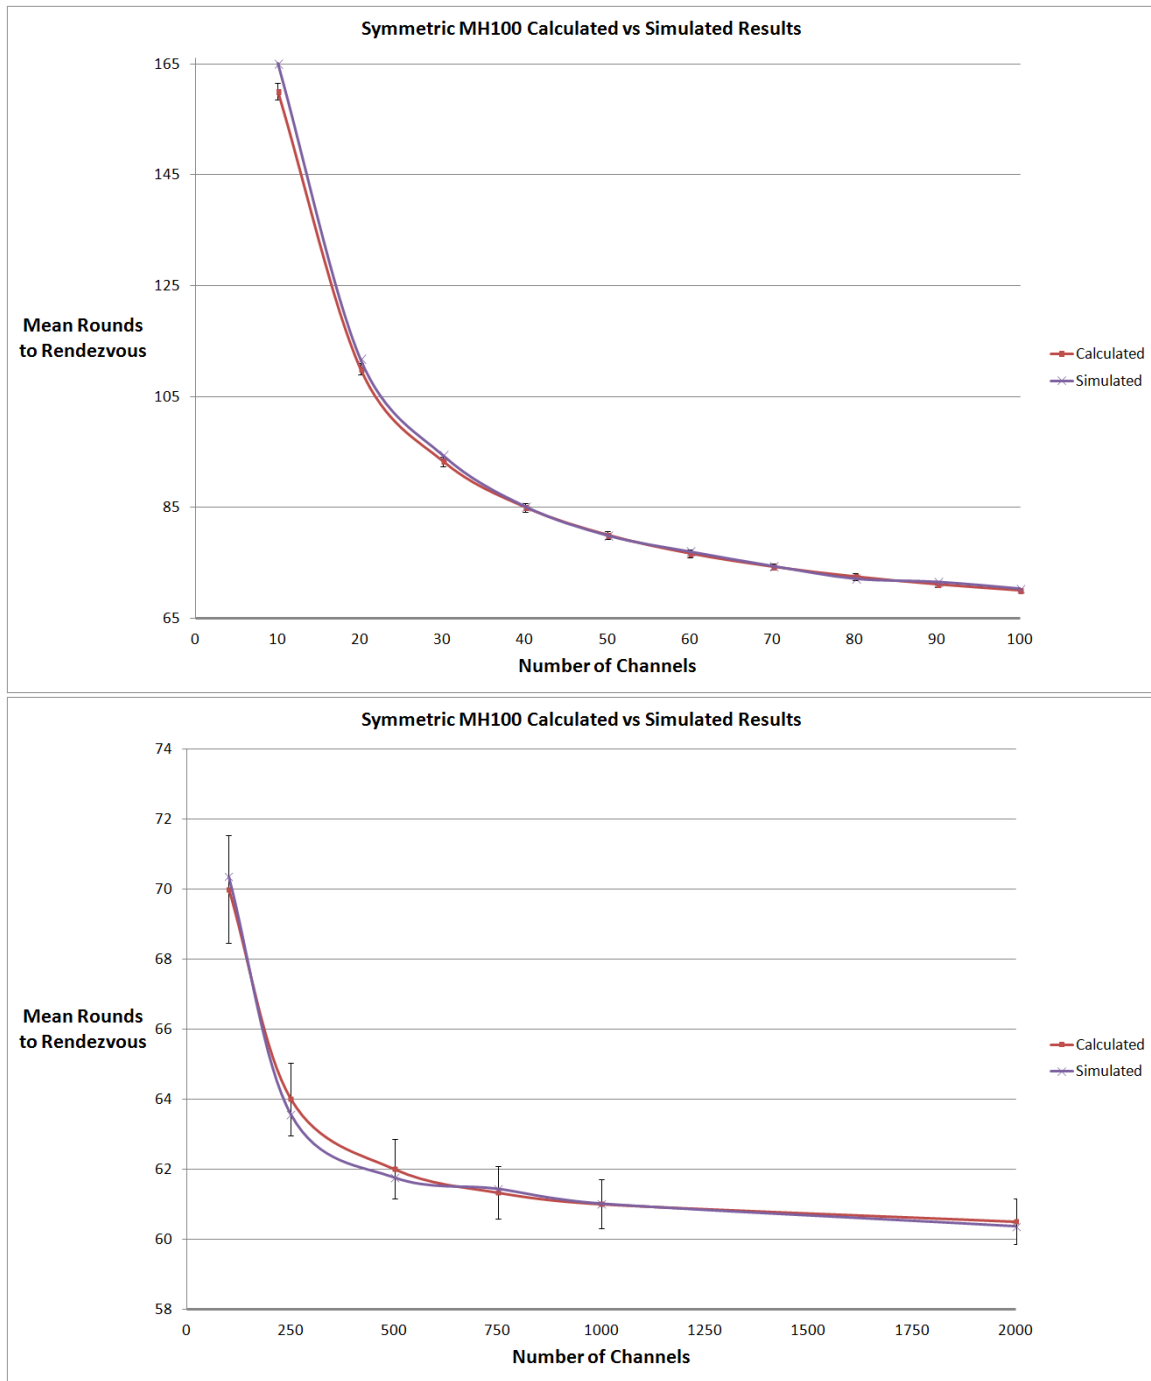 Symmetric MH100 Calculated vs Simulated Results
165
145
125
105
85
65
Mean Rounds
to Rendezvous
Calculated
Simulated
0 10 20 30 40 50 60 70 80 90 100
Number of Channels
Symmetric MH100 Calculated vs Simulated Results
74
72
70
68
66
64
62
60
58
Mean Rounds
to Rendezvous
Calculated
Simulated
0 250 500 750 1000 1250 1500 1750 2000
Number of Channels